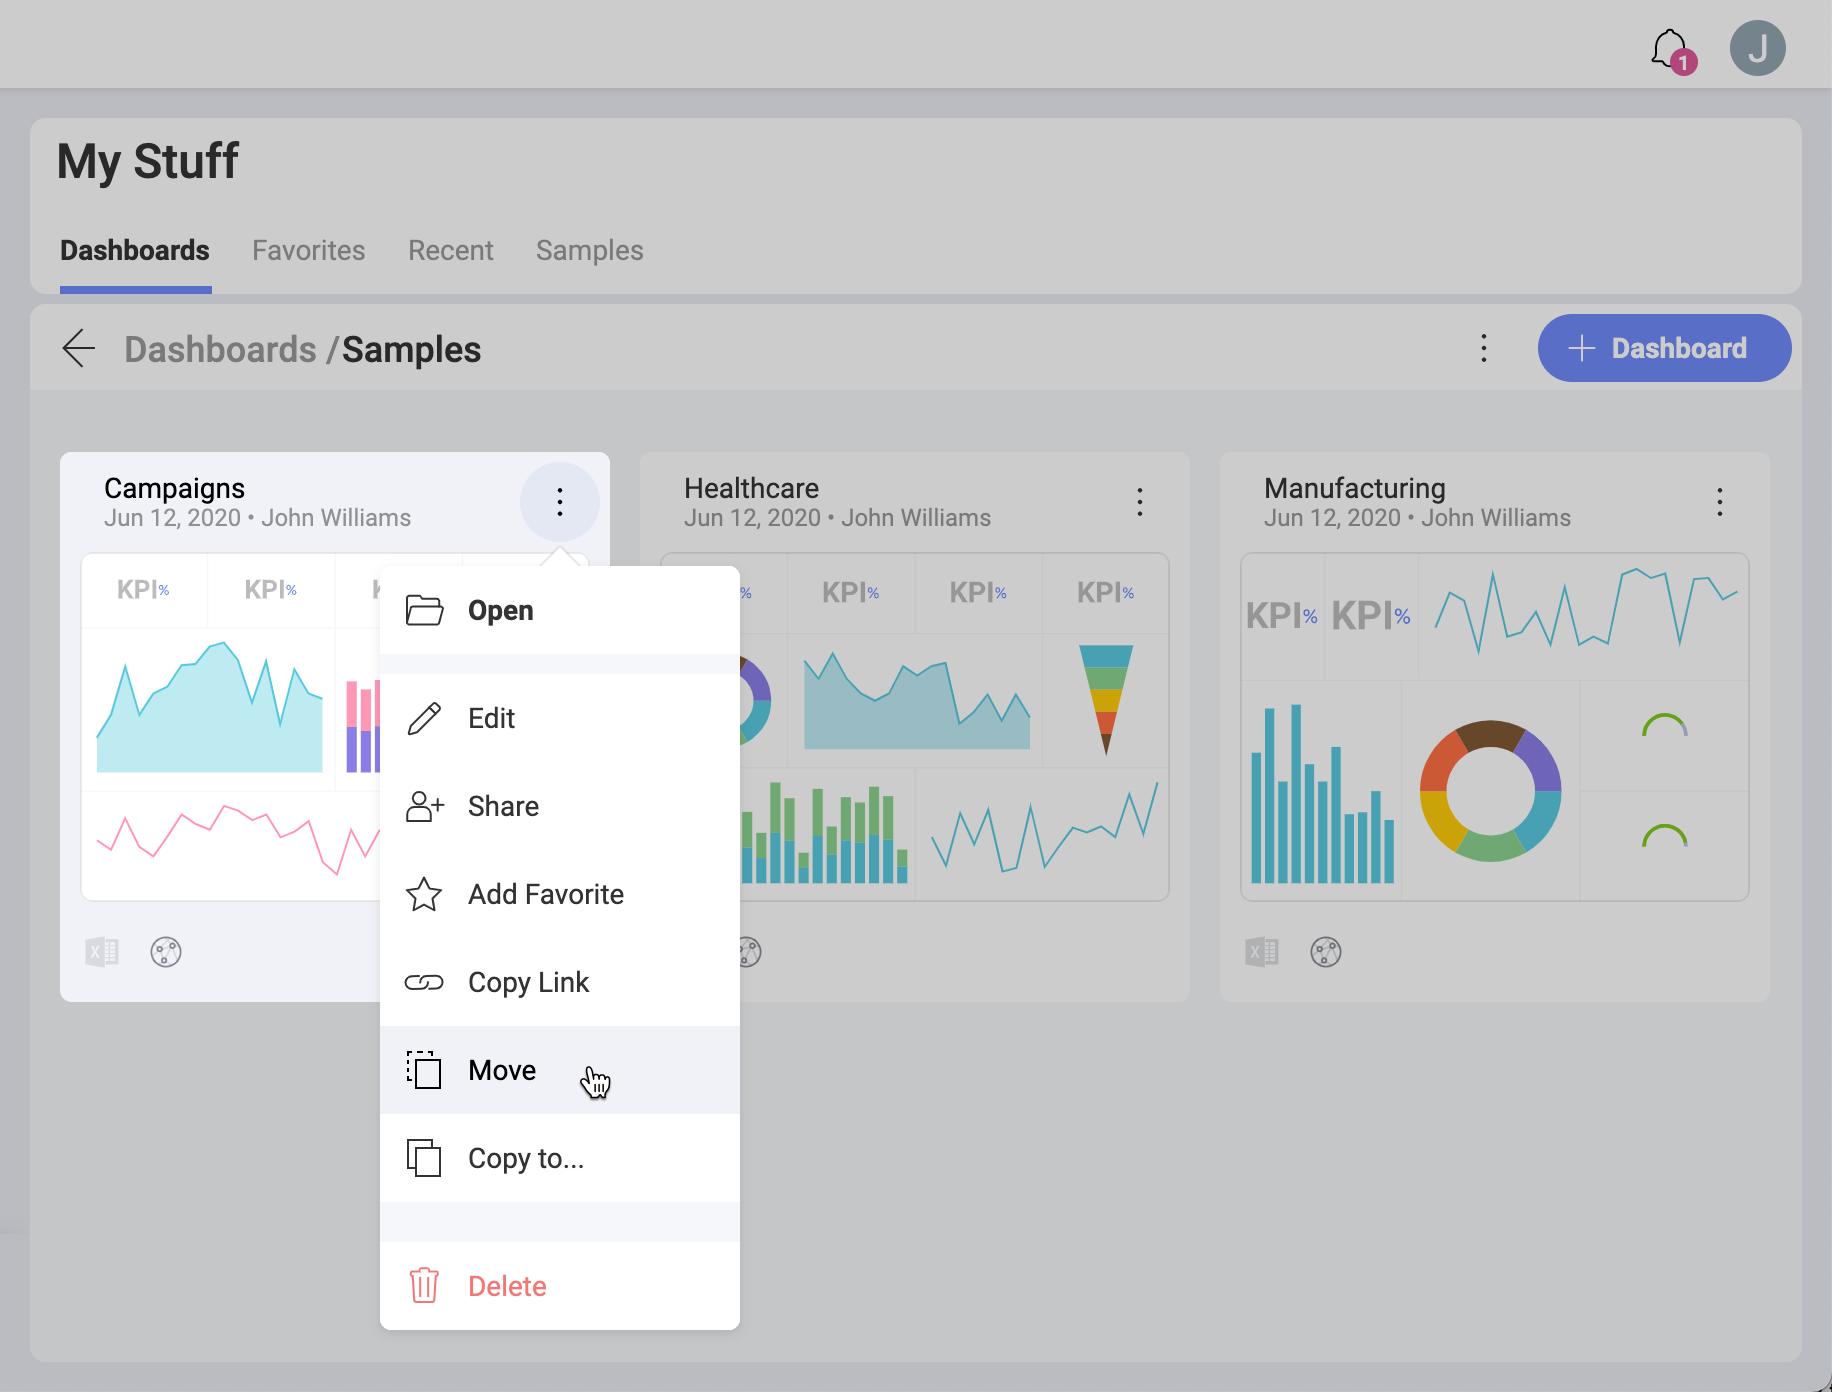 1
J
My Stuff
Dashboards Favorites Recent Samples
Dashboards / Samples
+ Dashboard
Campaigns
Jun 12, 2020 • John Williams
KPI% KPI%
Healthcare
Jun 12, 2020 • John Williams
% KPI% KPI% KPI%
Manufacturing
Jun 12, 2020 • John Williams
KPI% KPI%
X
X
Open
Edit
Share
Add Favorite
Copy Link
Move
Copy to...
Delete